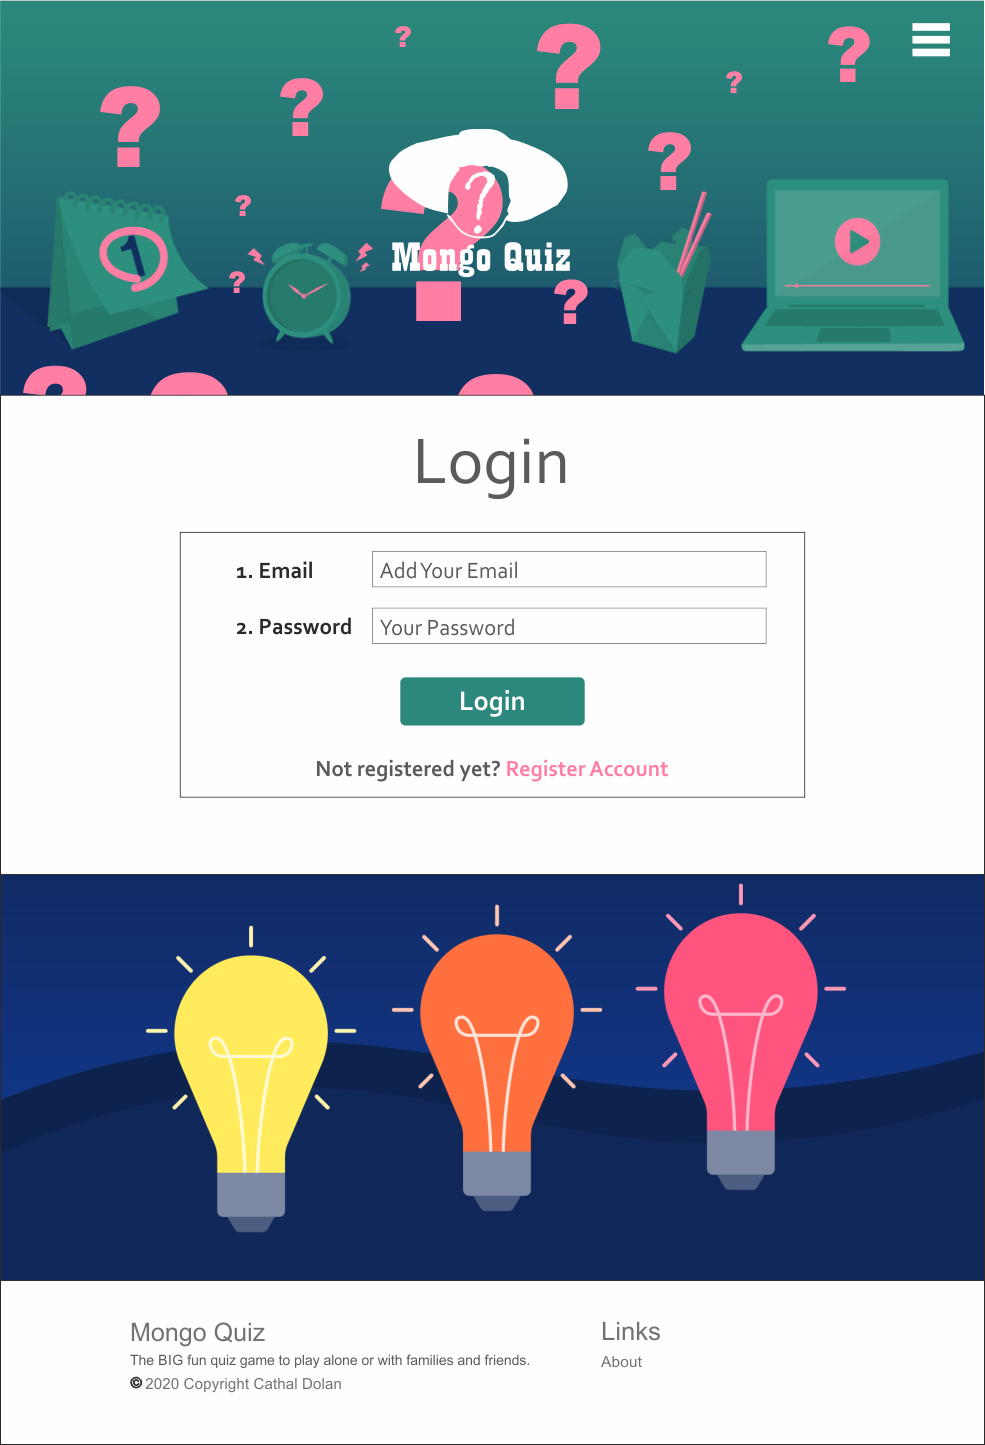 1
Mongo Quiz
Login
1. Email
Add Your Email
2. Password
Your Password
Login
Not registered yet? Register Account
Mongo Quiz
The BIG fun quiz game to play alone or with families and friends.
© 2020 Copyright Cathal Dolan
Links
About